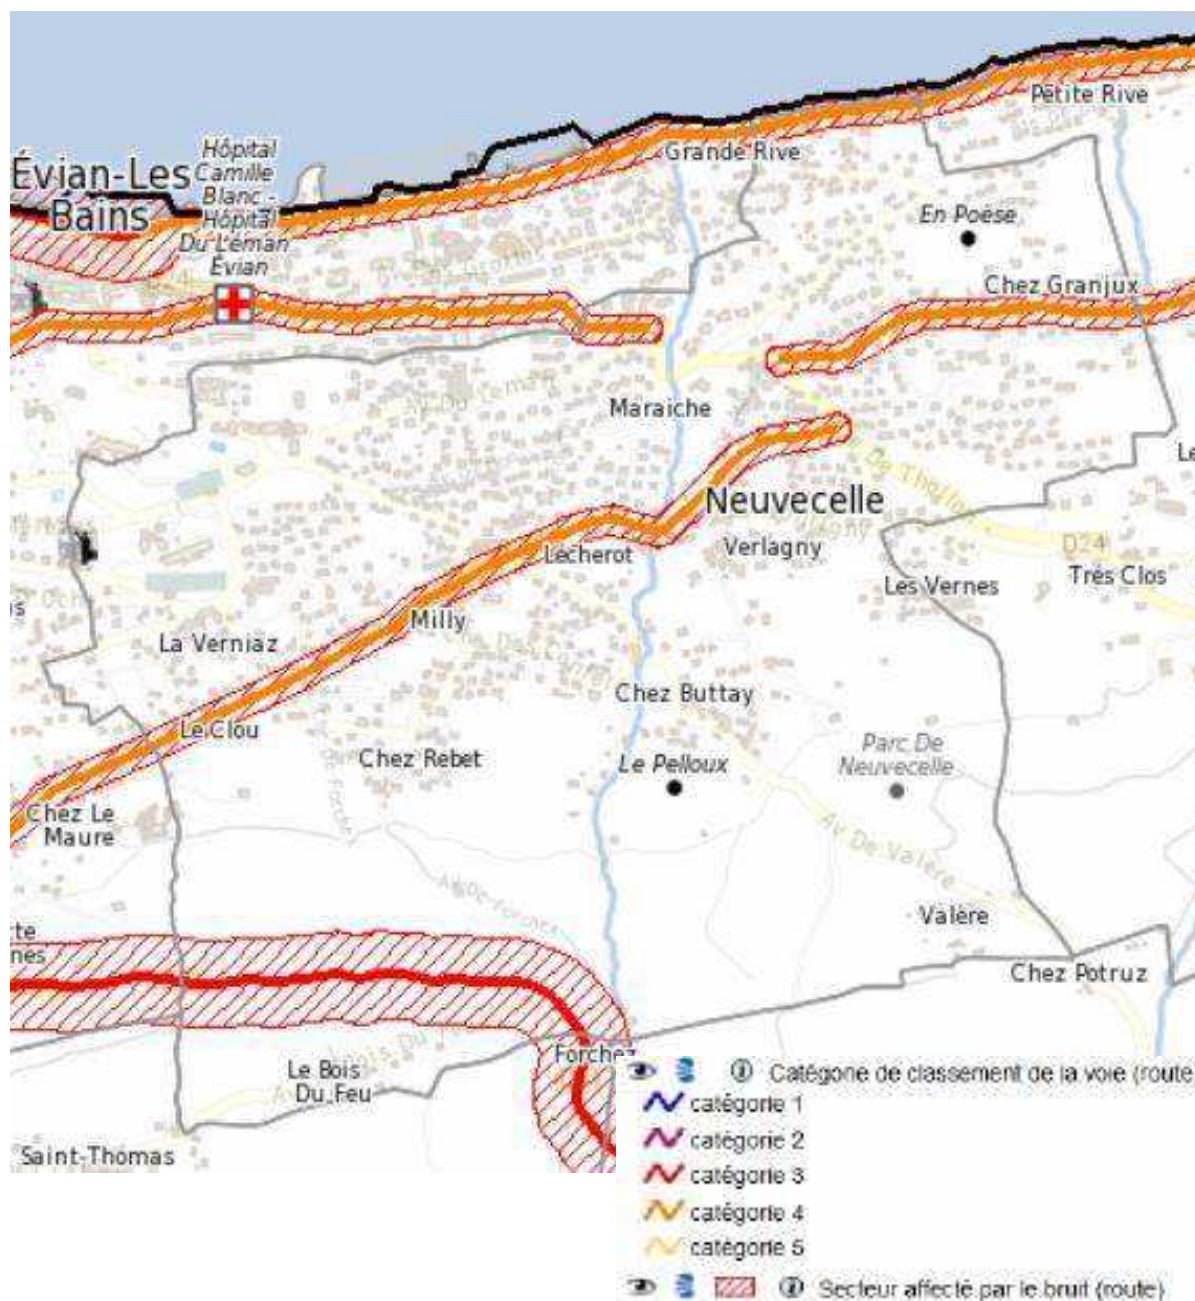 Petite Rive
Hôpital
Camille
Blanc -
Hôpital
Du Léman
Évian
Évian-Les
Bains
Grande Rive
En Poèse
Chez Granjux
Maraiche
De Thollon
Neuvecelle
Lécherot
Verlagny
D24
Trés Clos
Les Vernes
Milly
La Verniaz
Chez Buttay
Le Clou
Chez Rebet
Le Pelloux
Parc De
Neuvecelle
Chez Le
Maure
Av De Valère
Valère
Chez Potruz
Forchez
Le Bois
Du Feu
Saint-Thomas
Catégorie de classement de la voie (route
catégorie 1
catégorie 2
catégorie 3
catégorie 4
catégorie 5
Secteur affecté par le bruit (route)